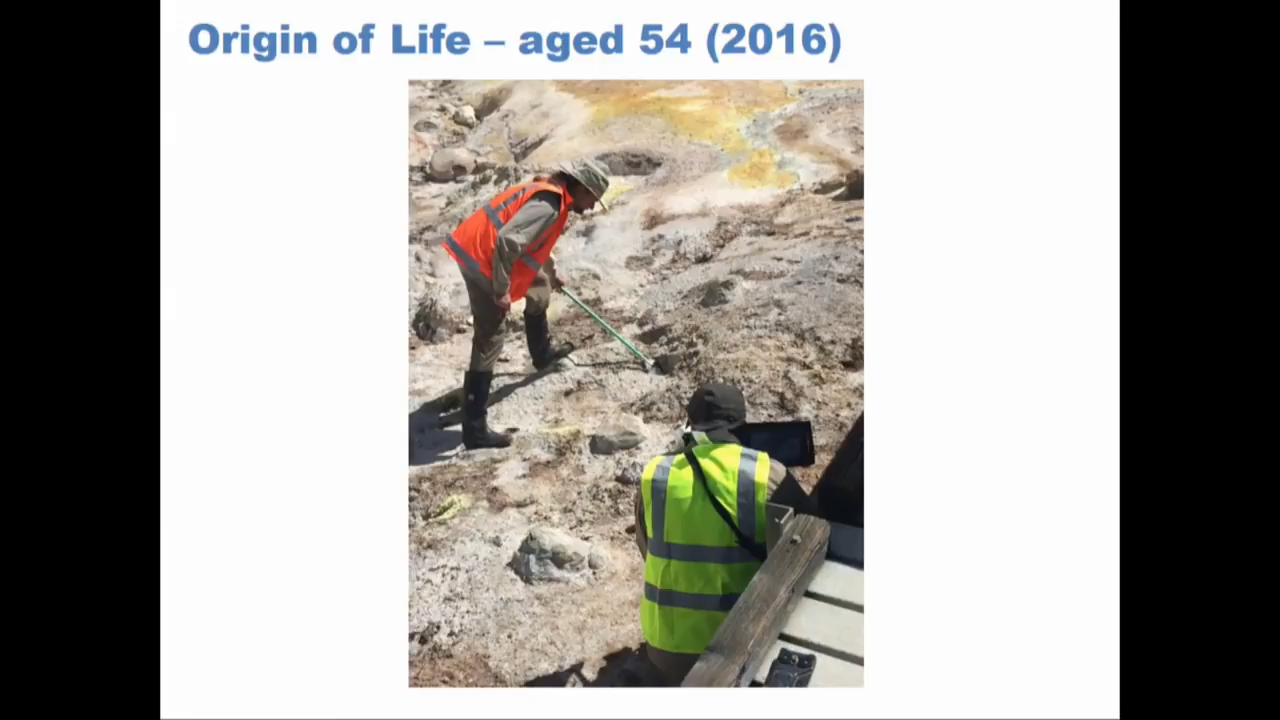 Origin of Life – aged 54 (2016)